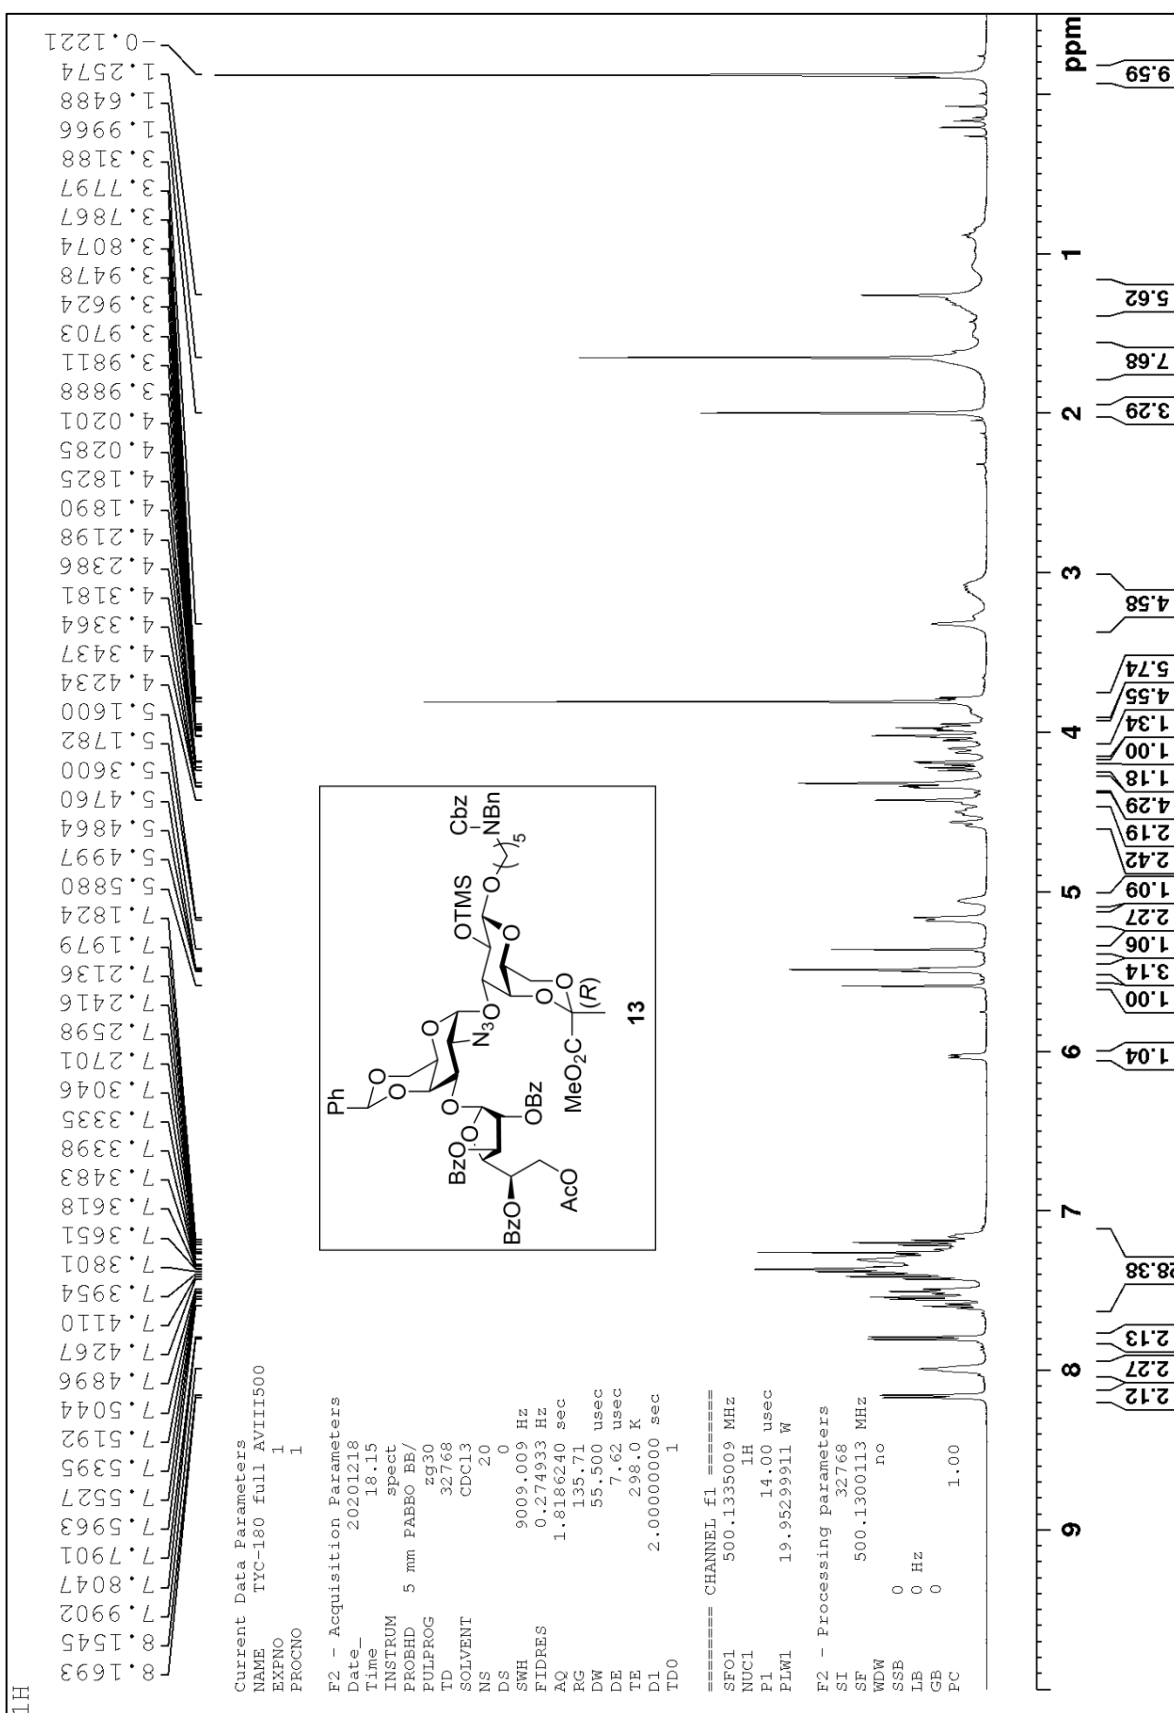 1H
8.1693
8.1545
7.9902
7.8047
7.7901
7.5963
7.5527
7.5395
7.5192
7.5044
7.4896
7.4267
7.4110
7.3954
7.3801
7.3651
7.3618
7.3483
7.3398
7.3335
7.3046
7.2701
7.2598
7.2416
7.2136
7.1979
7.1824
5.5880
5.4997
5.4864
5.4760
5.3600
5.1782
5.1600
4.4234
4.3437
4.3364
4.3181
4.2386
4.2198
4.1890
4.1825
4.0285
4.0201
3.9888
3.9811
3.9703
3.9624
3.9478
3.8074
3.7867
3.7797
3.3188
1.9966
1.6488
1.2574
-0.1221
Current Data Parameters
NAME TYC-180 full AVIII500
EXPNO 1
PROCNO 1
F2 - Acquisition Parameters
Date_ 20201218
Time 18.15
INSTRUM spect
PROBHD 5 mm PABBO BB/
PULPROG zg30
TD 32768
SOLVENT CDCl3
NS 20
DS 0
SWH 9009.009 Hz
FIDRES 0.274933 Hz
AQ 1.8186240 sec
RG 135.71
DW 55.500 usec
DE 7.62 usec
TE 298.0 K
D1 2.00000000 sec
TD0 1
======== CHANNEL f1 ========
SFO1 500.1335009 MHz
NUC1 1H
P1 14.00 usec
PLW1 19.95299911 W
F2 - Processing parameters
SI 32768
SF 500.1300113 MHz
WDW no
SSB 0
LB 0 Hz
GB 0
PC 1.00
Ph
O
O
O
N3
O
O
BzO
O
OBz
BzO
AcO
OTMS
O
O
O
O
O
(R)
MeO2C
Cbz
NBn
5
13
9 8 7 6 5 4 3 2 1 ppm
2.12
2.27
2.13
28.38
1.04
1.00
3.14
1.06
2.27
1.09
2.42
2.19
4.29
1.18
1.00
1.34
4.55
5.74
4.58
3.29
7.68
5.62
9.59